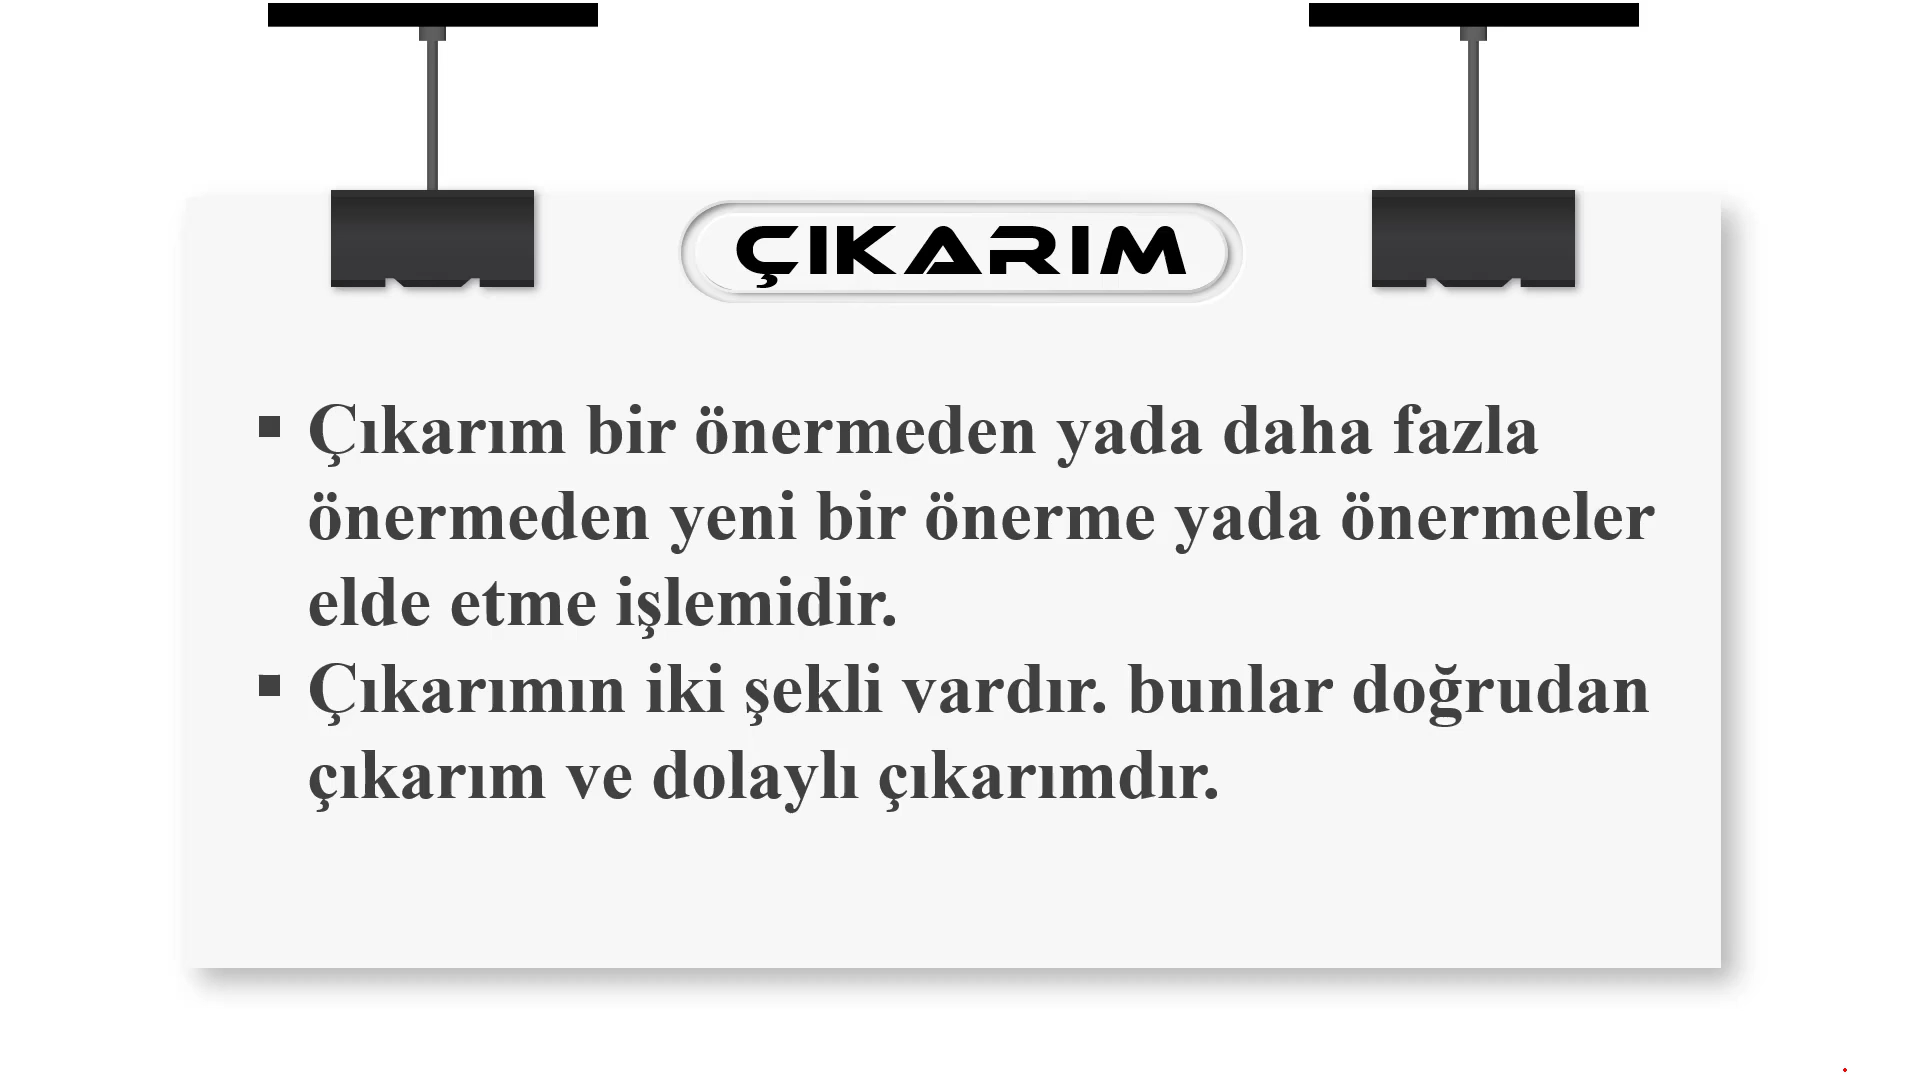 ÇIKARIM
▪ Çıkarım bir önermeden yada daha fazla
önermeden yeni bir önerme yada önermeler
elde etme işlemidir.
▪ Çıkarımın iki şekli vardır. bunlar doğrudan
çıkarım ve dolaylı çıkarımdır.